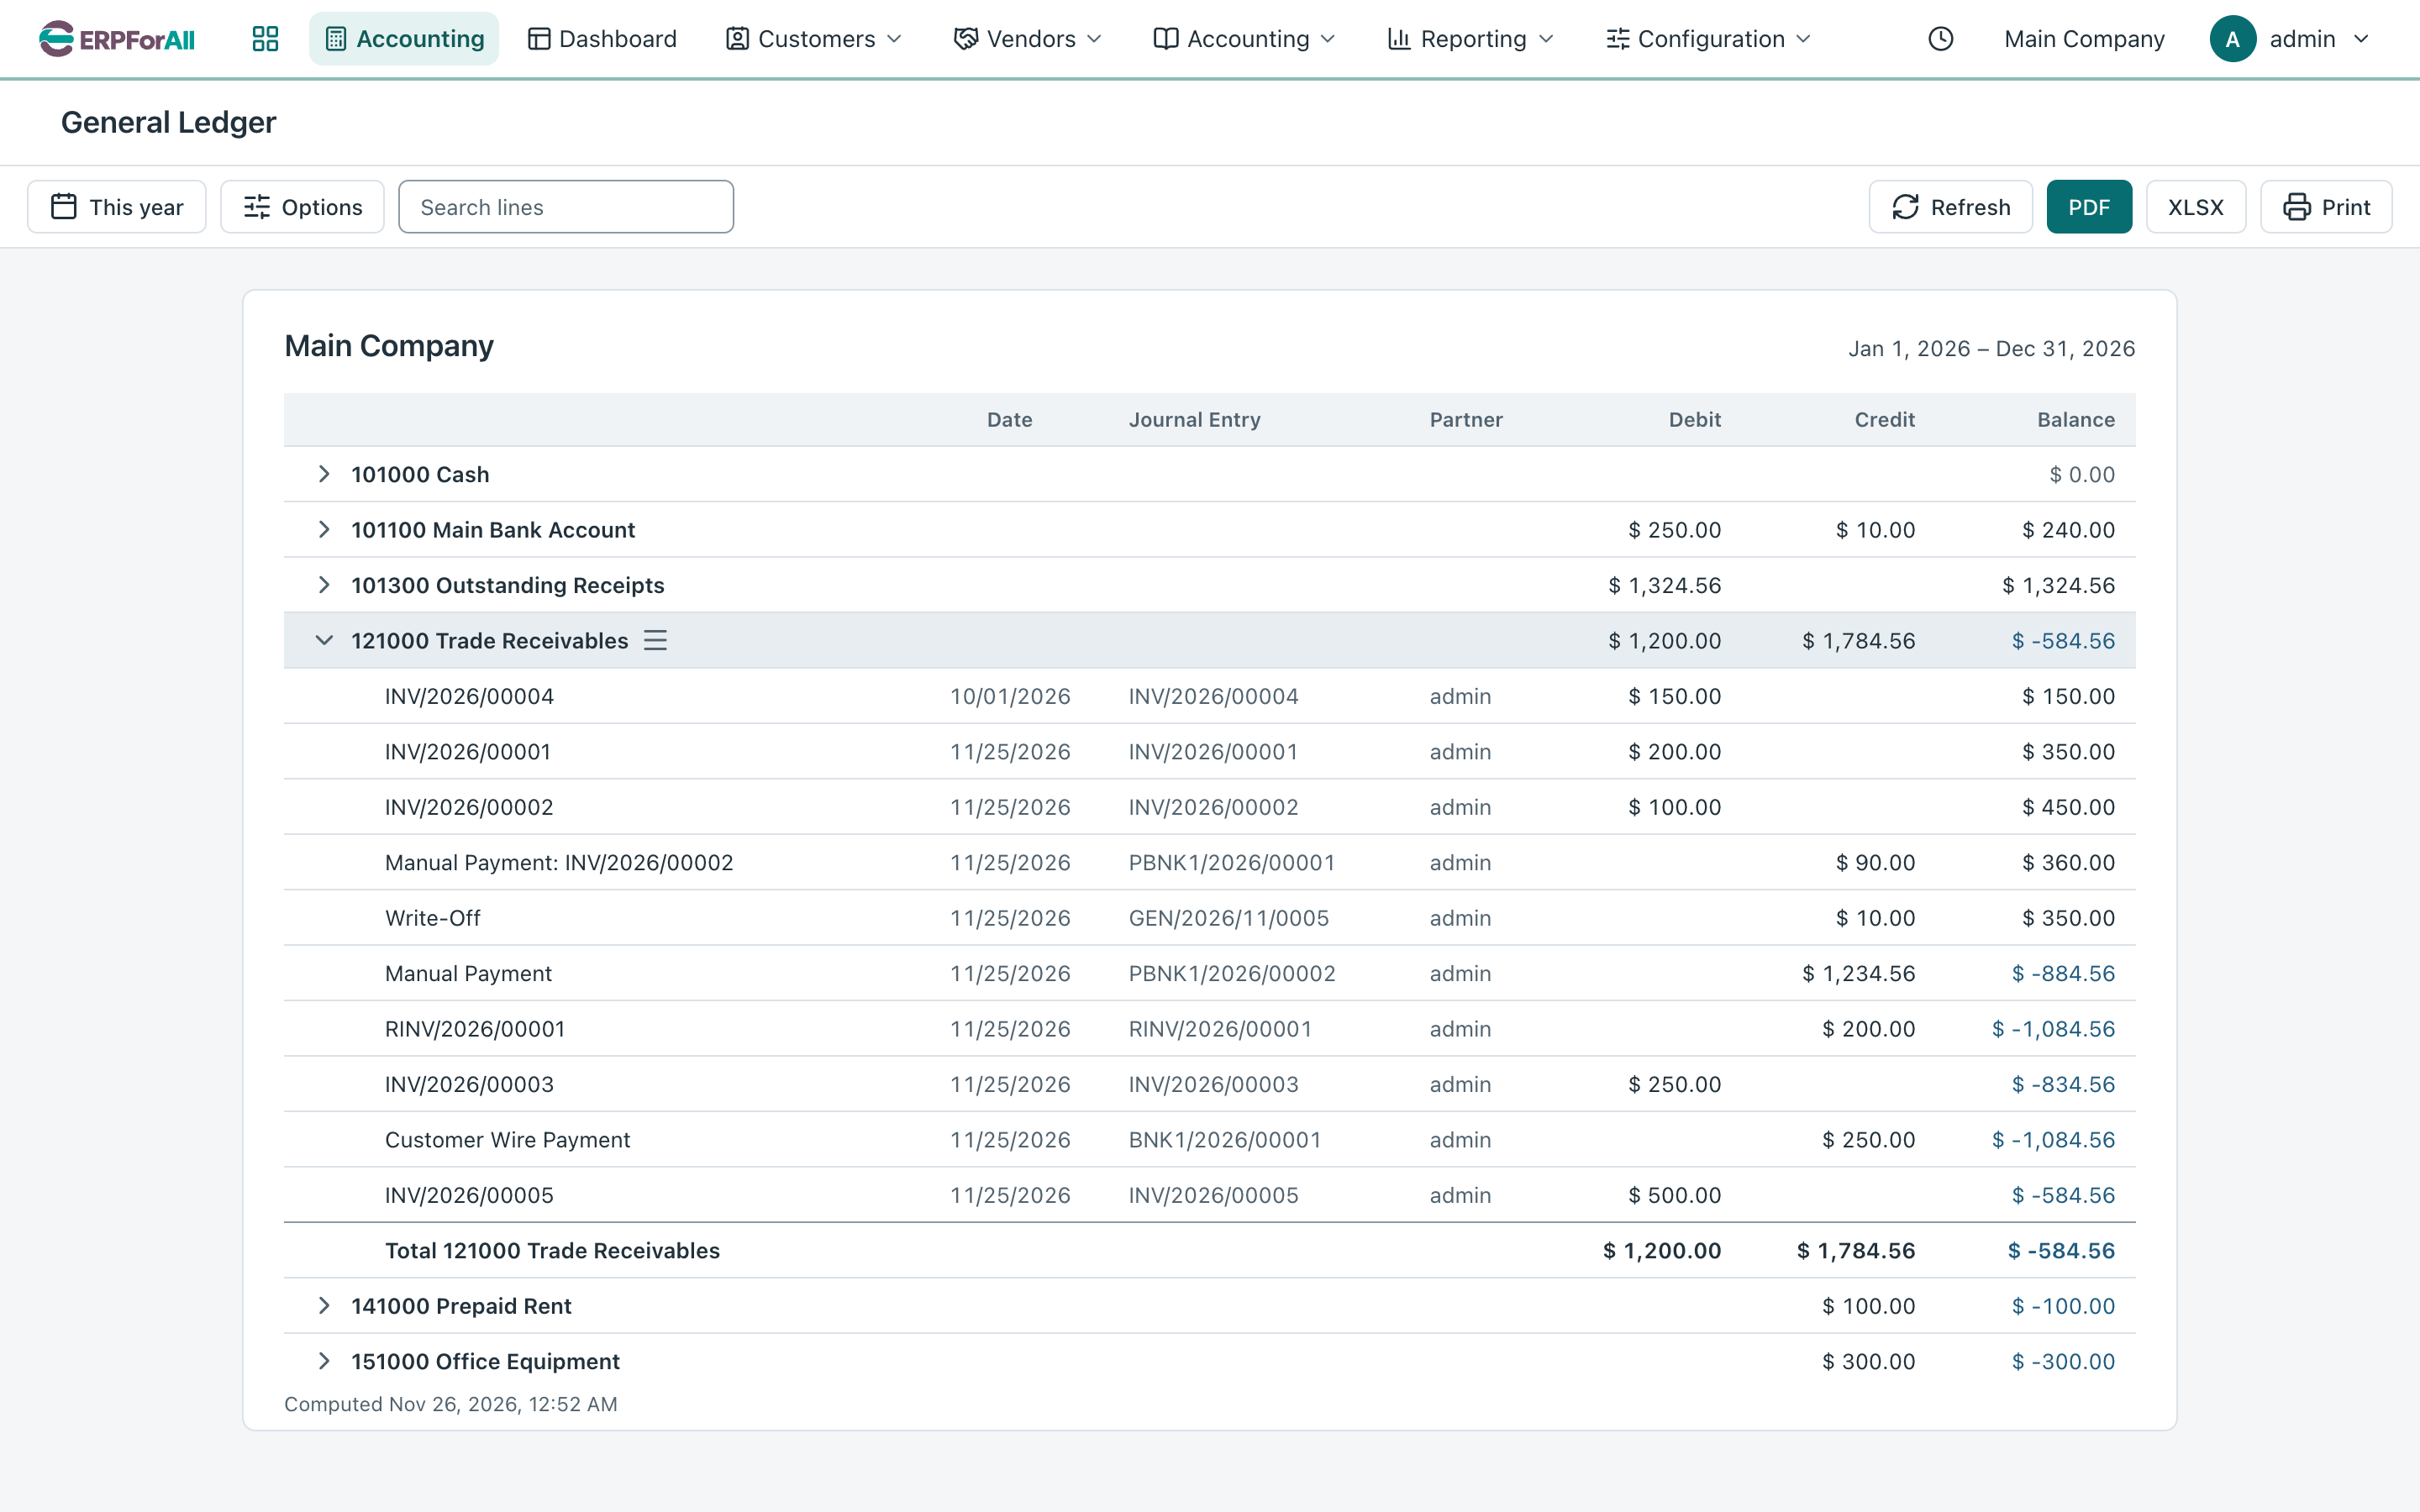 ERPForAll Accounting Dashboard Customers Vendors Accounting Reporting Configuration Main Company A admin
General Ledger
This year Options Search lines Refresh PDF XLSX Print
Main Company Jan 1, 2026 – Dec 31, 2026
Date Journal Entry Partner Debit Credit Balance
101000 Cash $ 0.00
101100 Main Bank Account $ 250.00 $ 10.00 $ 240.00
101300 Outstanding Receipts $ 1,324.56 $ 1,324.56
121000 Trade Receivables $ 1,200.00 $ 1,784.56 $ -584.56
INV/2026/00004 10/01/2026 INV/2026/00004 admin $ 150.00 $ 150.00
INV/2026/00001 11/25/2026 INV/2026/00001 admin $ 200.00 $ 350.00
INV/2026/00002 11/25/2026 INV/2026/00002 admin $ 100.00 $ 450.00
Manual Payment: INV/2026/00002 11/25/2026 PBNK1/2026/00001 admin $ 90.00 $ 360.00
Write-Off 11/25/2026 GEN/2026/11/0005 admin $ 10.00 $ 350.00
Manual Payment 11/25/2026 PBNK1/2026/00002 admin $ 1,234.56 $ -884.56
RINV/2026/00001 11/25/2026 RINV/2026/00001 admin $ 200.00 $ -1,084.56
INV/2026/00003 11/25/2026 INV/2026/00003 admin $ 250.00 $ -834.56
Customer Wire Payment 11/25/2026 BNK1/2026/00001 admin $ 250.00 $ -1,084.56
INV/2026/00005 11/25/2026 INV/2026/00005 admin $ 500.00 $ -584.56
Total 121000 Trade Receivables $ 1,200.00 $ 1,784.56 $ -584.56
141000 Prepaid Rent $ 100.00 $ -100.00
151000 Office Equipment $ 300.00 $ -300.00
Computed Nov 26, 2026, 12:52 AM